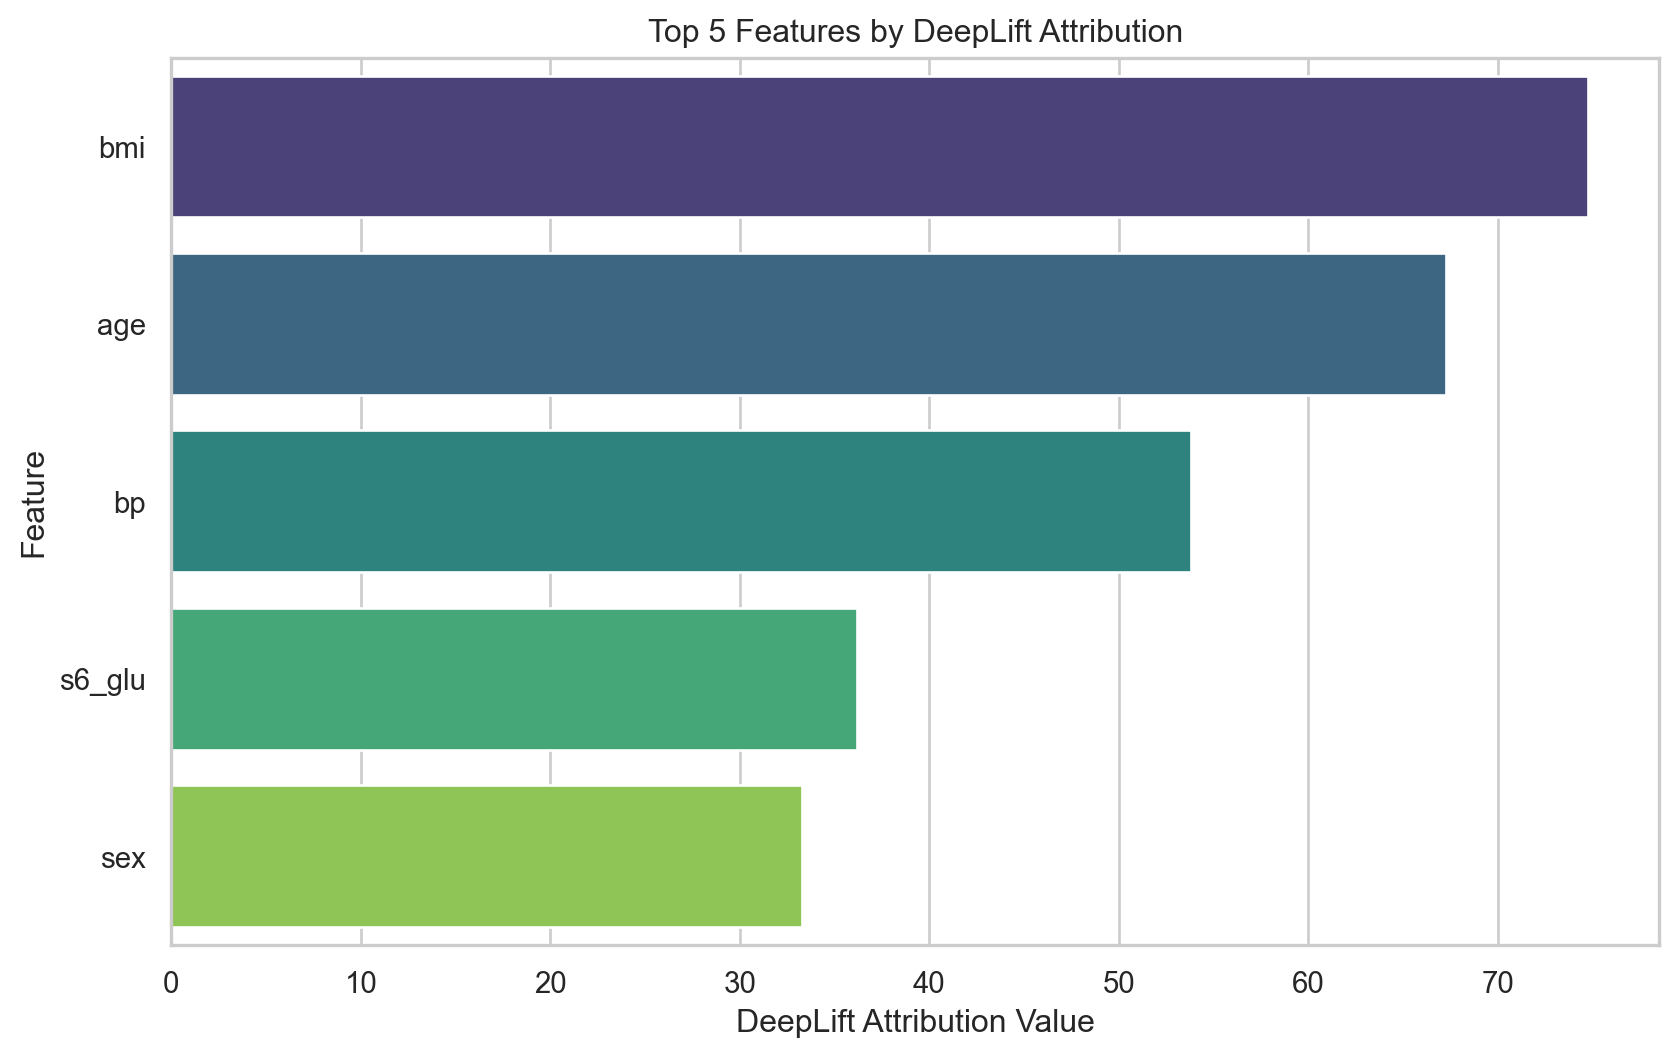 Top 5 Features by DeepLift Attribution
Feature
bmi
age
bp
s6_glu
sex
0 10 20 30 40 50 60 70
DeepLift Attribution Value